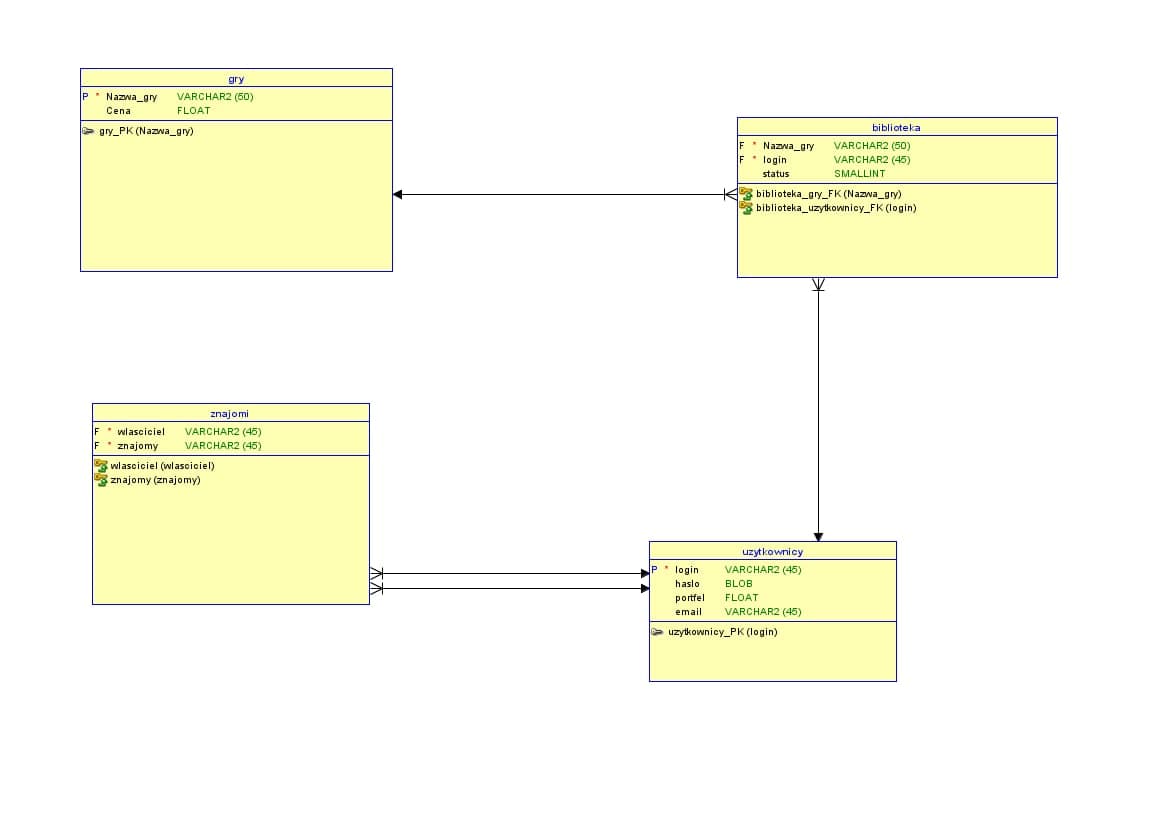 gry
P * Nazwa_gry VARCHAR2 (50)
Cena FLOAT
gry_PK (Nazwa_gry)
biblioteka
F * Nazwa_gry VARCHAR2 (50)
F * login VARCHAR2 (45)
status SMALLINT
biblioteka_gry_FK (Nazwa_gry)
biblioteka_uzytkownicy_FK (login)
znajomi
F * wlasciciel VARCHAR2 (45)
F * znajomy VARCHAR2 (45)
wlasciciel (wlasciciel)
znajomy (znajomy)
uzytkownicy
P * login VARCHAR2 (45)
haslo BLOB
portfel FLOAT
email VARCHAR2 (45)
uzytkownicy_PK (login)